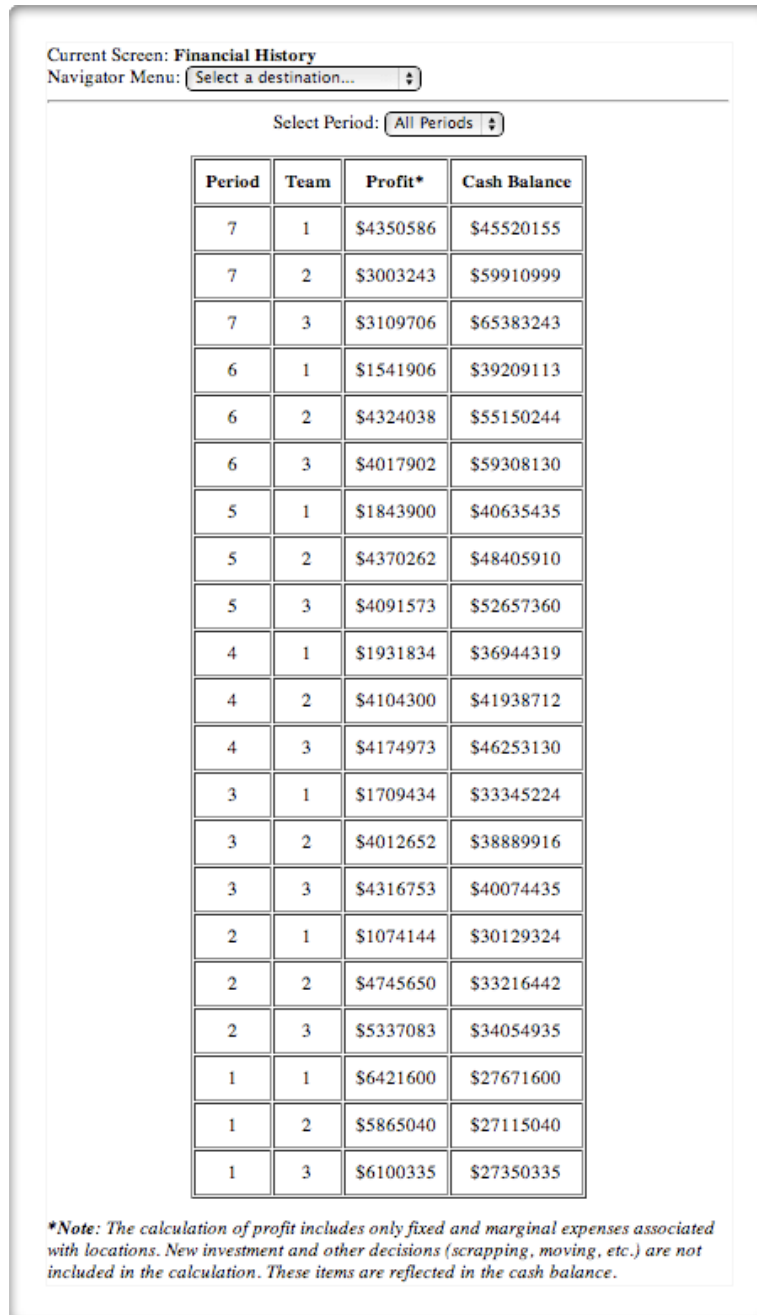 Current Screen: Financial History
Navigator Menu: Select a destination...
Select Period: All Periods
Period Team Profit* Cash Balance
7 1 $4350586 $45520155
7 2 $3003243 $59910999
7 3 $3109706 $65383243
6 1 $1541906 $39209113
6 2 $4324038 $55150244
6 3 $4017902 $59308130
5 1 $1843900 $40635435
5 2 $4370262 $48405910
5 3 $4091573 $52657360
4 1 $1931834 $36944319
4 2 $4104300 $41938712
4 3 $4174973 $46253130
3 1 $1709434 $33345224
3 2 $4012652 $38889916
3 3 $4316753 $40074435
2 1 $1074144 $30129324
2 2 $4745650 $33216442
2 3 $5337083 $34054935
1 1 $6421600 $27671600
1 2 $5865040 $27115040
1 3 $6100335 $27350335
*Note: The calculation of profit includes only fixed and marginal expenses associated
with locations. New investment and other decisions (scrapping, moving, etc.) are not
included in the calculation. These items are reflected in the cash balance.